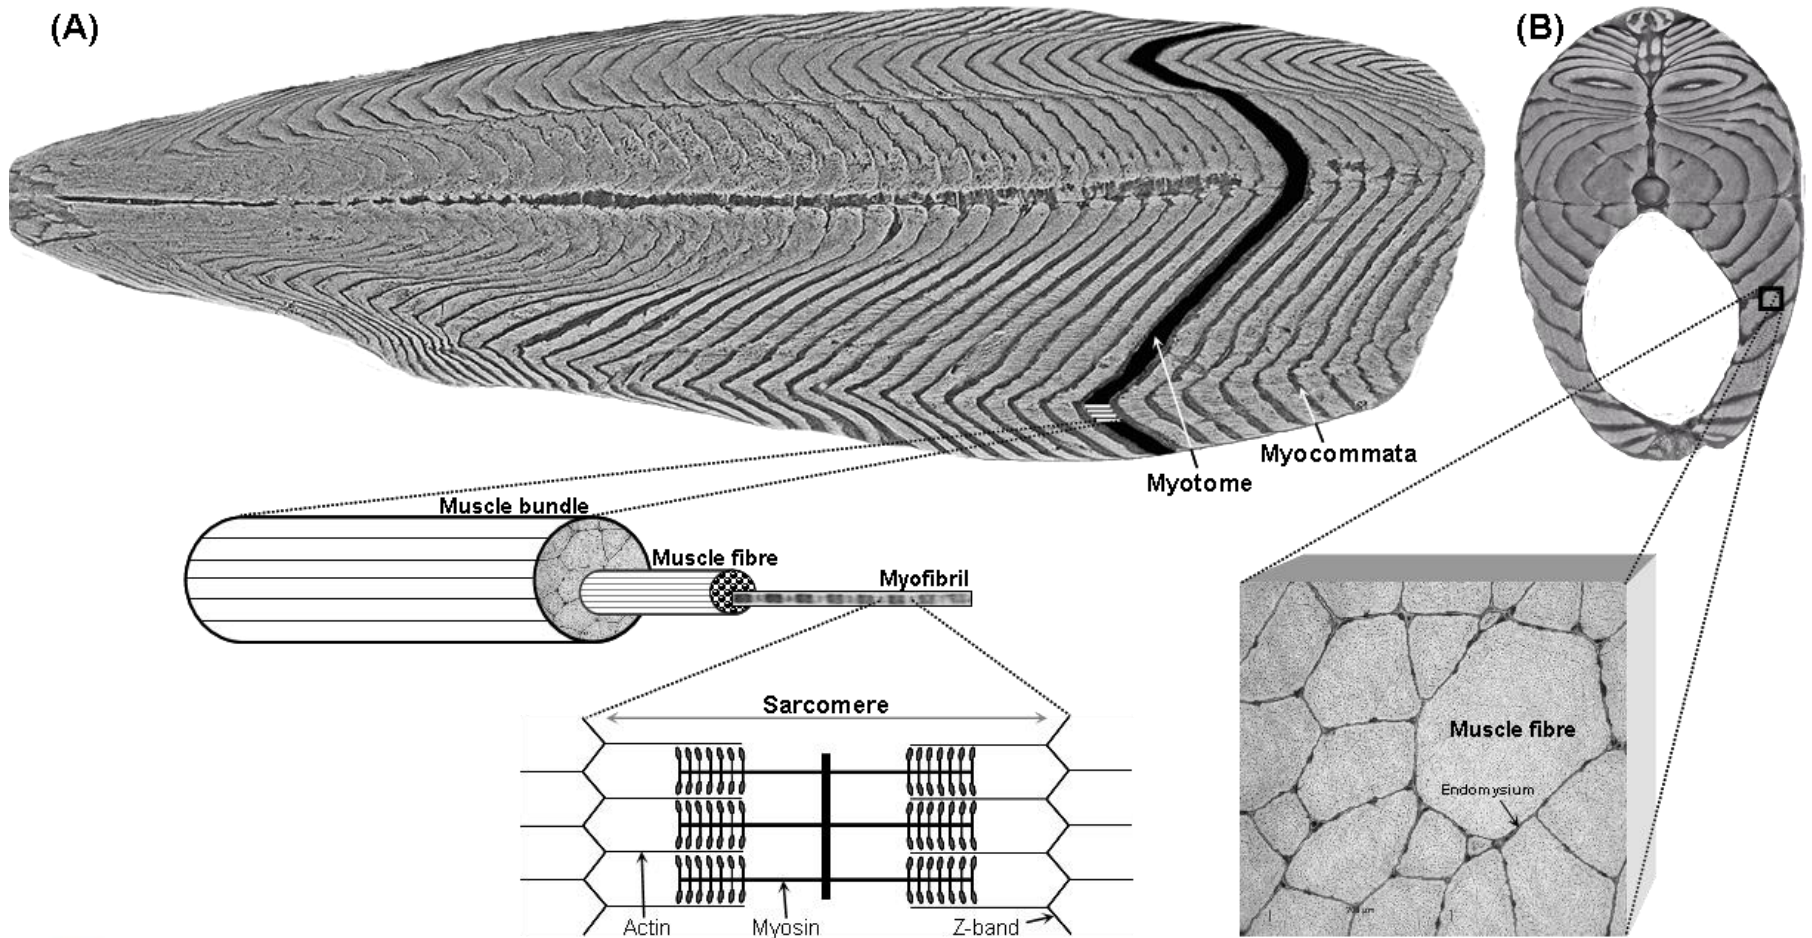 (A)
(B)
Myocommata
Myotome
Muscle bundle
Muscle fibre
Myofibril
Sarcomere
Actin
Myosin
Z-band
Muscle fibre
Endomysium